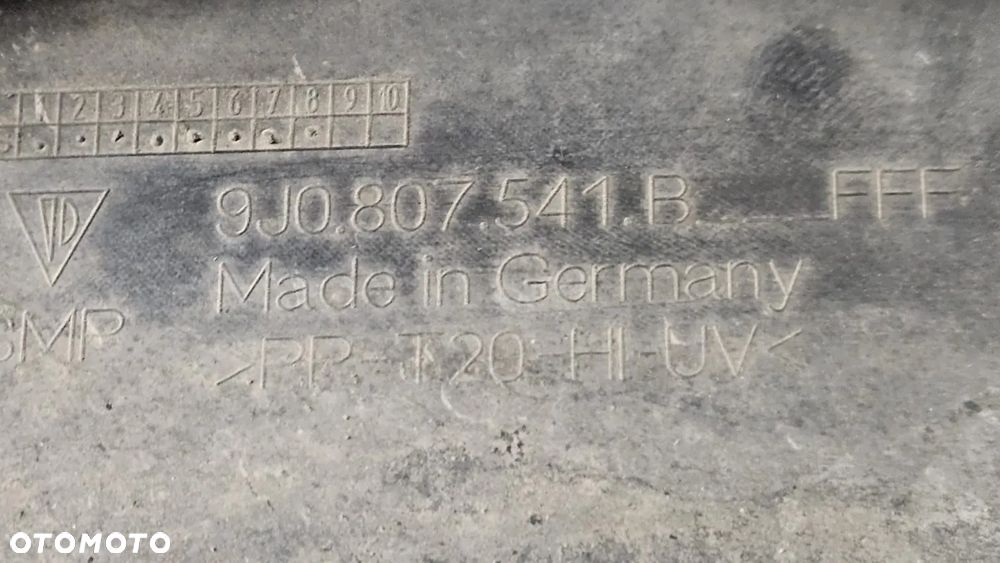 1 2 3 4 5 6 7 8 9 10
9J0.807.541.B FFF
Made in Germany
SMP
>PP-T20-HI-UV<
OTOMOTO